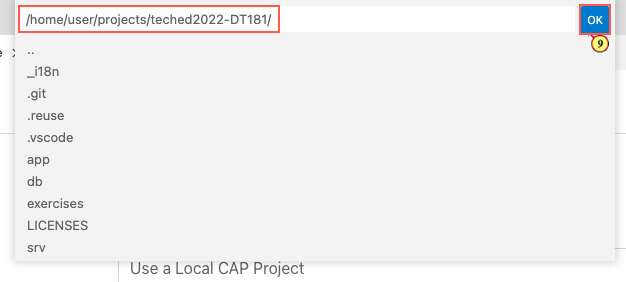 /home/user/projects/teched2022-DT181/
OK
9
e >
..
_i18n
.git
.reuse
.vscode
app
db
exercises
LICENSES
srv
Use a Local CAP Project